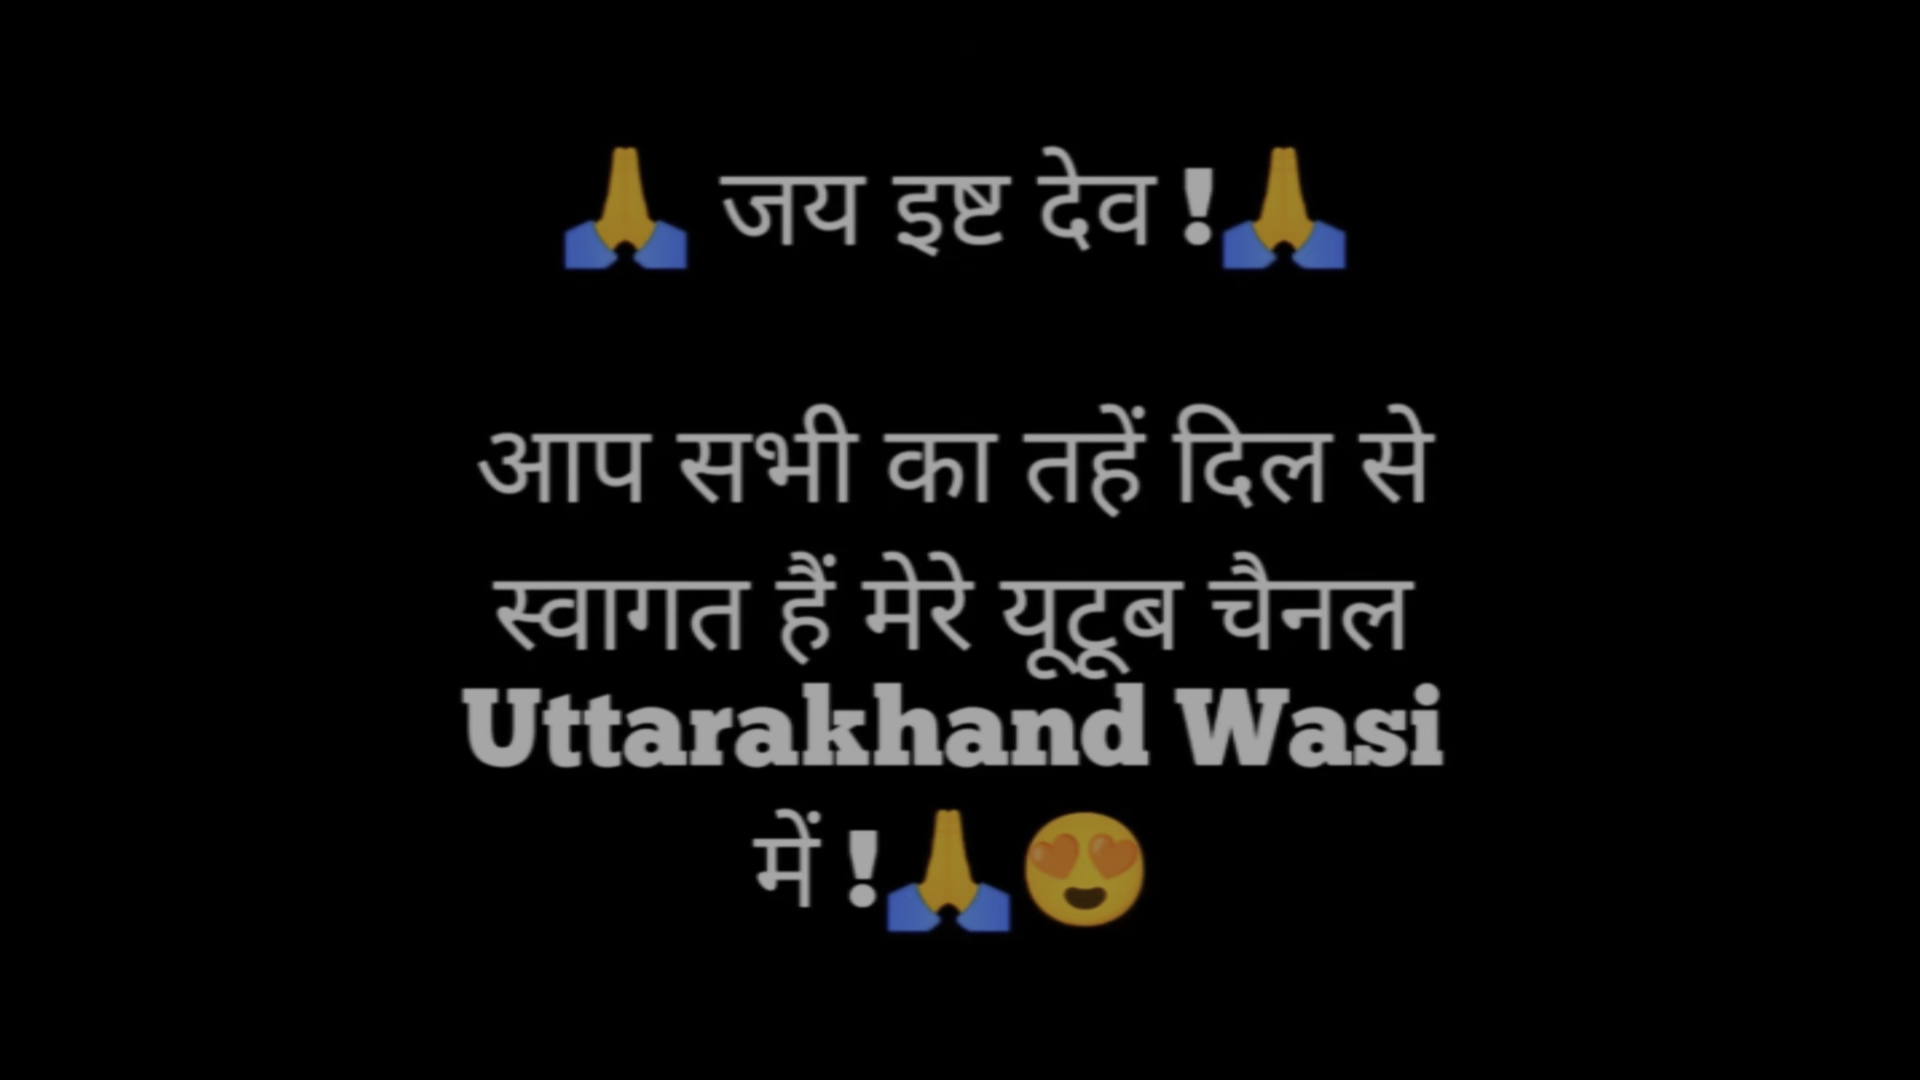 🙏 जय इष्ट देव !🙏
आप सभी का तहें दिल से
स्वागत हैं मेरे यूटूब चैनल
Uttarakhand Wasi
में !🙏😍